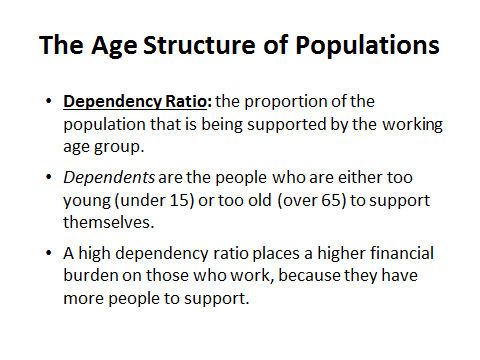 The Age Structure of Populations
• Dependency Ratio: the proportion of the
population that is being supported by the working
age group.
• Dependents are the people who are either too
young (under 15) or too old (over 65) to support
themselves.
• A high dependency ratio places a higher financial
burden on those who work, because they have
more people to support.